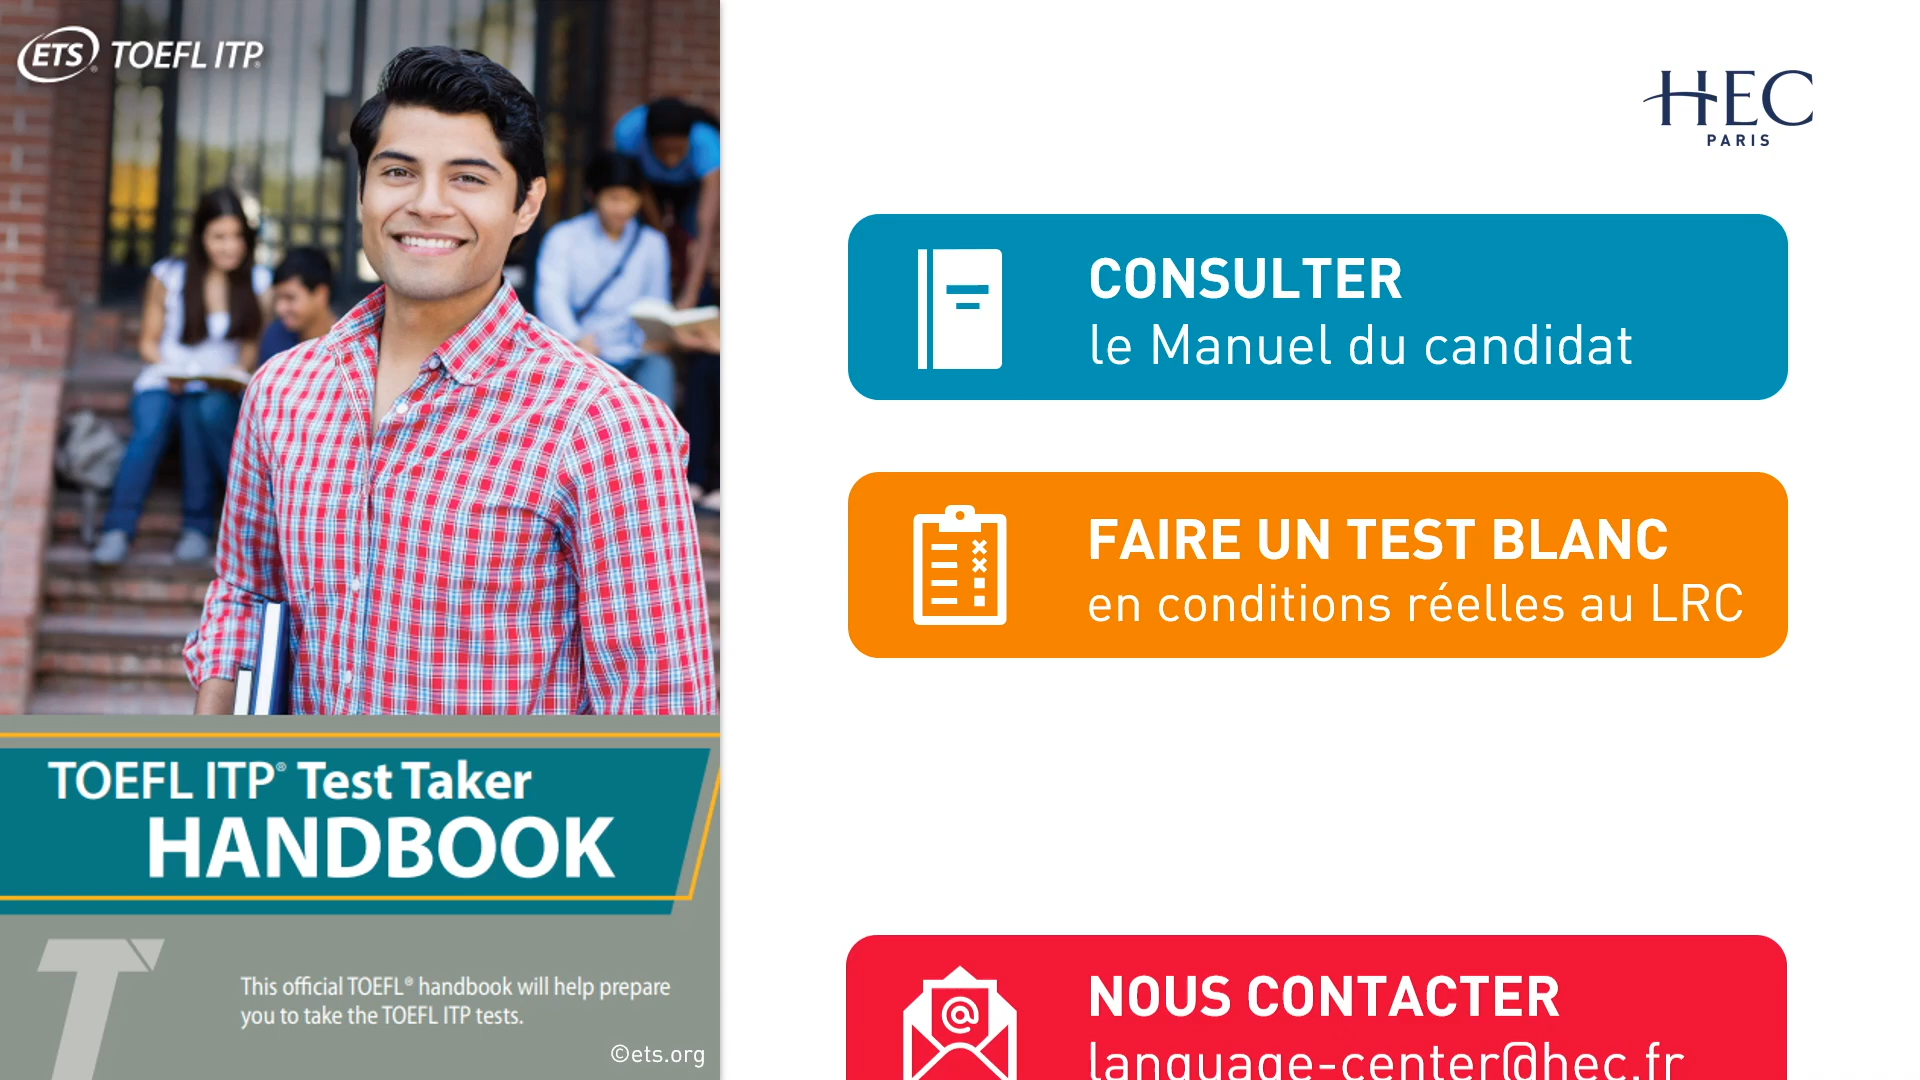 ETS® TOEFL ITP®
TOEFL ITP® Test Taker
HANDBOOK
This official TOEFL® handbook will help prepare
you to take the TOEFL ITP tests.
©ets.org
HEC
PARIS
CONSULTER
le Manuel du candidat
FAIRE UN TEST BLANC
en conditions réelles au LRC
NOUS CONTACTER
language-center@hec.fr